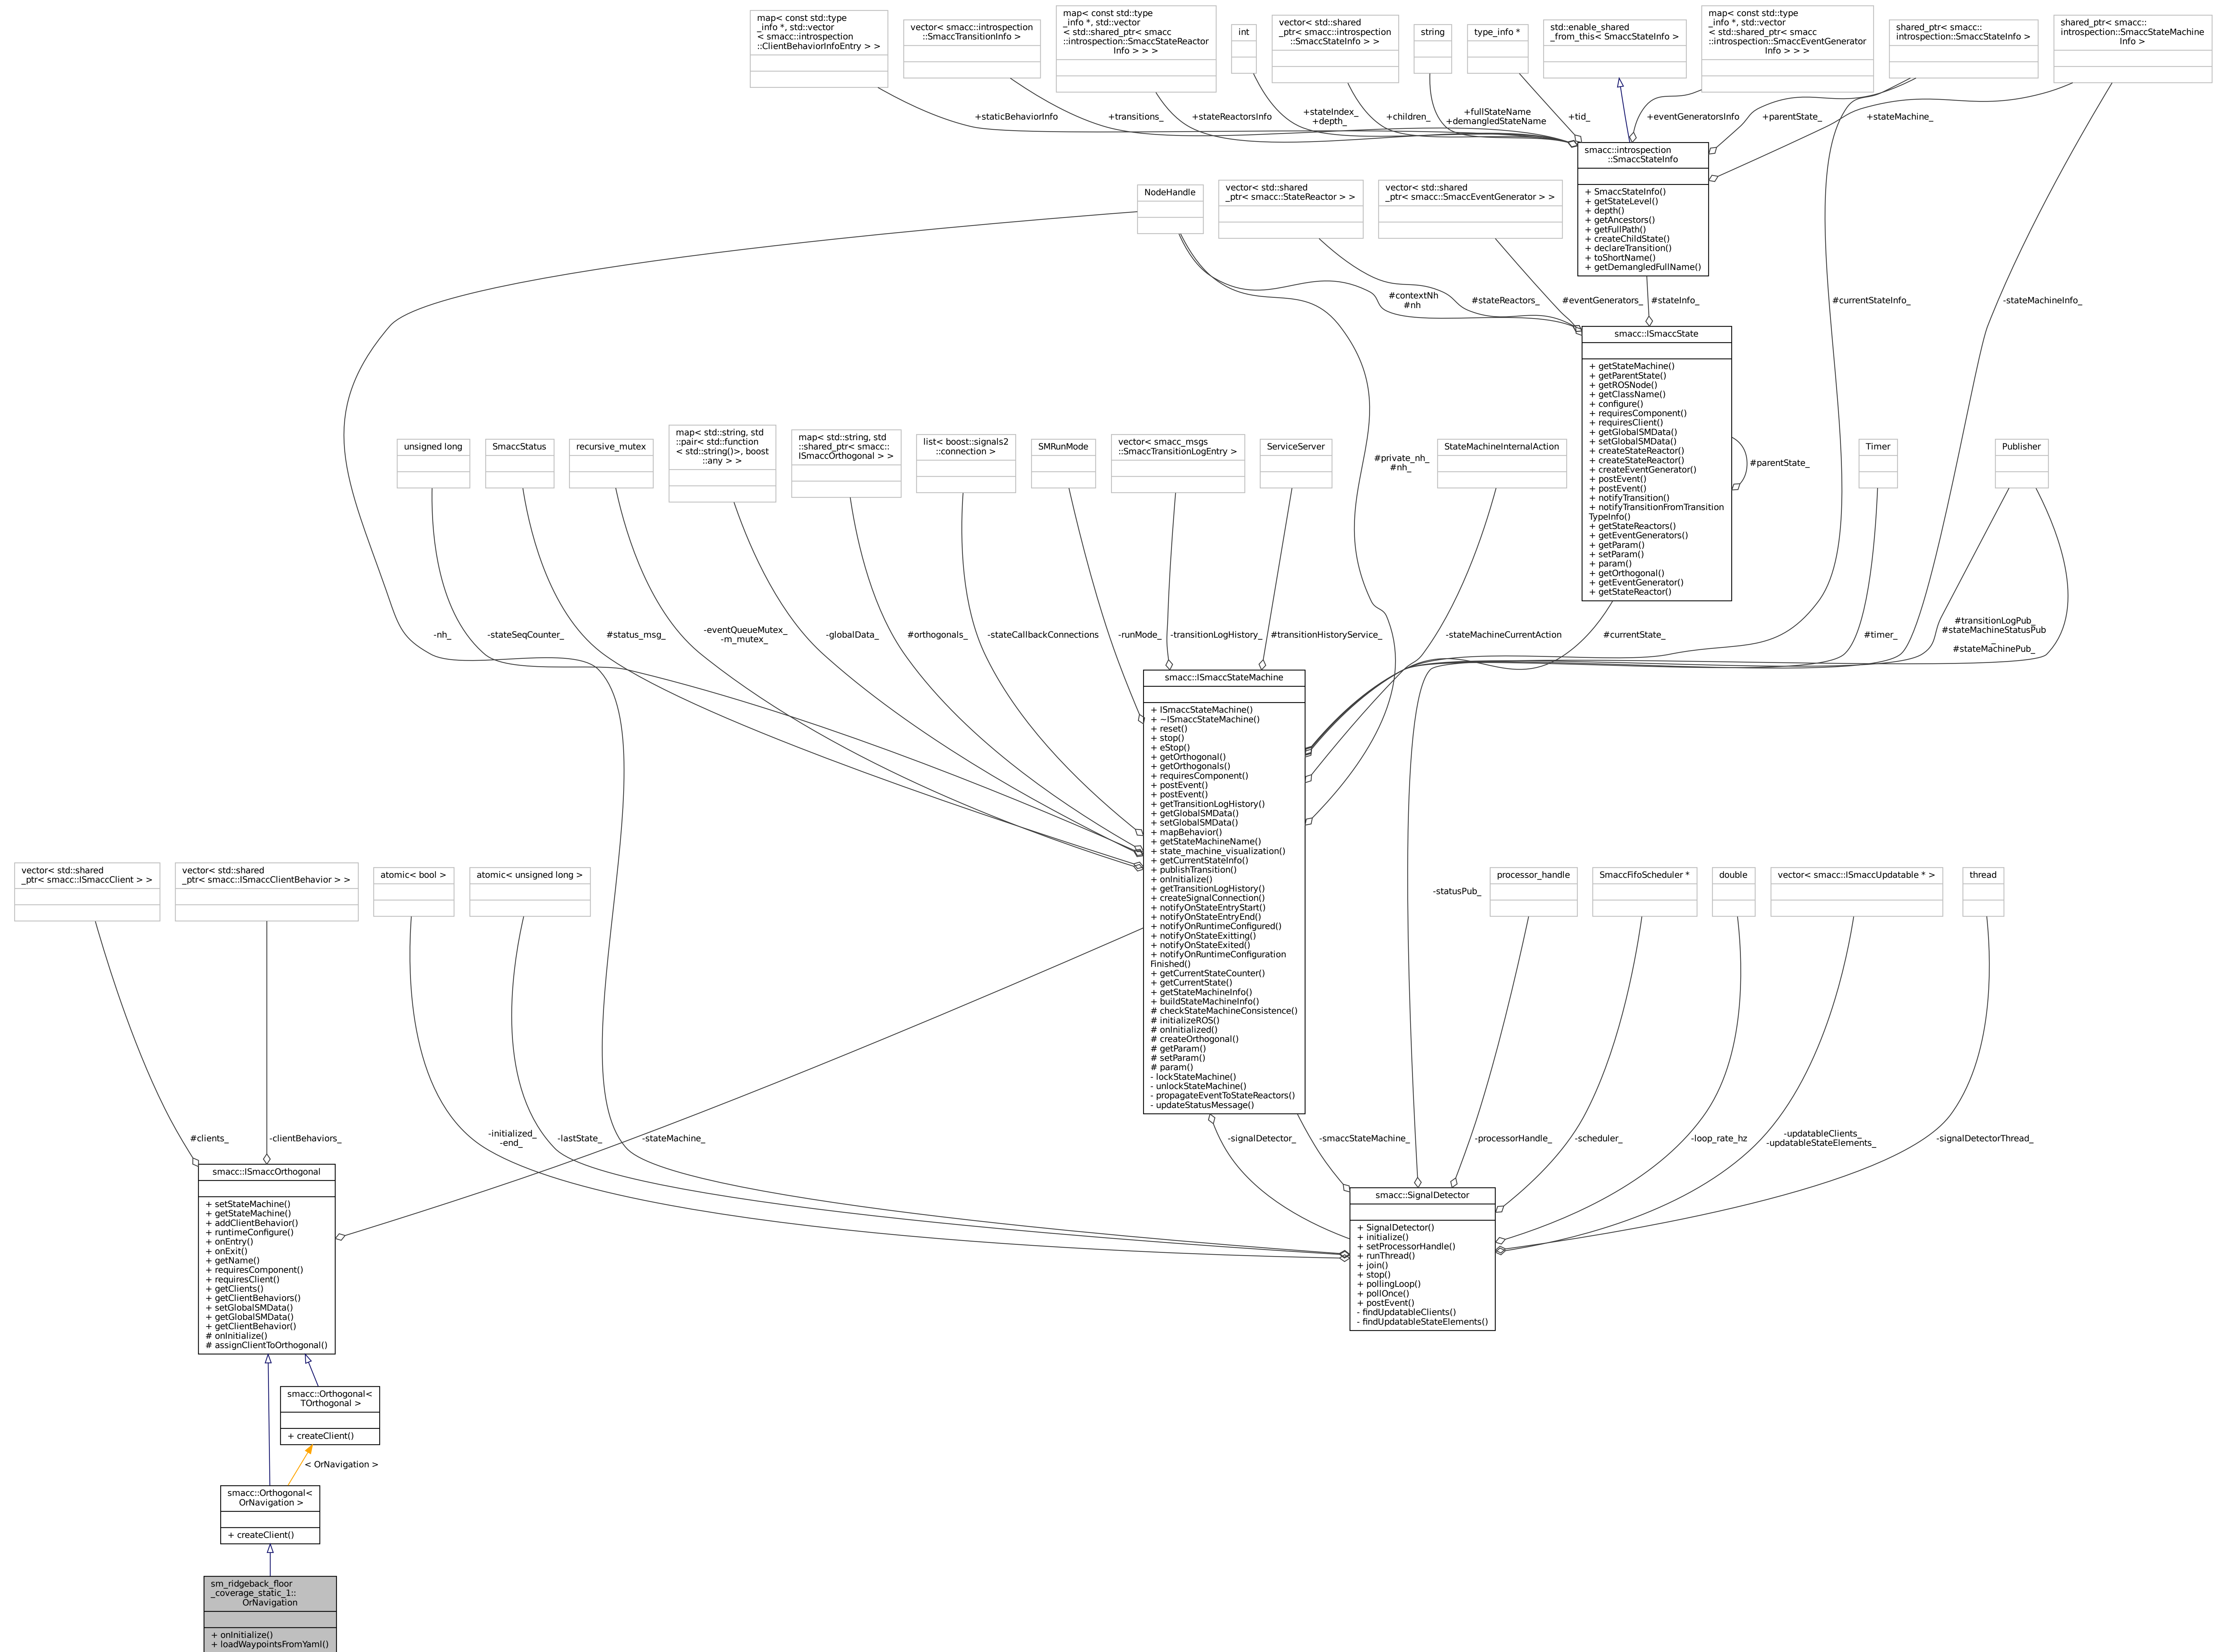 map< const std::type
_info *, std::vector
< smacc::introspection
::ClientBehaviorInfoEntry > >
vector< smacc::introspection
::SmaccTransitionInfo >
map< const std::type
_info *, std::vector
< std::shared_ptr< smacc
::introspection::SmaccStateReactor
Info > > >
int
vector< std::shared
_ptr< smacc::introspection
::SmaccStateInfo > >
string
type_info *
std::enable_shared
_from_this< SmaccStateInfo >
map< const std::type
_info *, std::vector
< std::shared_ptr< smacc
::introspection::SmaccEventGenerator
Info > > >
shared_ptr< smacc::
introspection::SmaccStateInfo >
shared_ptr< smacc::
introspection::SmaccStateMachine
Info >
+staticBehaviorInfo
+transitions_
+stateReactorsInfo
+stateIndex_
+depth_
+children_
+fullStateName
+demangledStateName
+tid_
+eventGeneratorsInfo
+parentState_
+stateMachine_
smacc::introspection
::SmaccStateInfo
+ SmaccStateInfo()
+ getStateLevel()
+ depth()
+ getAncestors()
+ getFullPath()
+ createChildState()
+ declareTransition()
+ toShortName()
+ getDemangledFullName()
NodeHandle
vector< std::shared
_ptr< smacc::StateReactor > >
vector< std::shared
_ptr< smacc::SmaccEventGenerator > >
#contextNh
#nh
#stateReactors_
#eventGenerators_
#stateInfo_
#currentStateInfo_
-stateMachineInfo_
smacc::ISmaccState
+ getStateMachine()
+ getParentState()
+ getROSNode()
+ getClassName()
+ configure()
+ requiresComponent()
+ requiresClient()
+ getGlobalSMData()
+ setGlobalSMData()
+ createStateReactor()
+ createStateReactor()
+ createEventGenerator()
+ postEvent()
+ postEvent()
+ notifyTransition()
+ notifyTransitionFromTransition
TypeInfo()
+ getStateReactors()
+ getEventGenerators()
+ getParam()
+ setParam()
+ param()
+ getOrthogonal()
+ getEventGenerator()
+ getStateReactor()
#parentState_
unsigned long
SmaccStatus
recursive_mutex
map< std::string, std
::pair< std::function
< std::string()>, boost
::any > >
map< std::string, std
::shared_ptr< smacc::
ISmaccOrthogonal > >
list< boost::signals2
::connection >
SMRunMode
vector< smacc_msgs
::SmaccTransitionLogEntry >
ServiceServer
#private_nh_
#nh_
StateMachineInternalAction
Timer
Publisher
-nh_
-stateSeqCounter_
#status_msg_
-eventQueueMutex_
-m_mutex_
-globalData_
#orthogonals_
-stateCallbackConnections
-runMode_
-transitionLogHistory_
#transitionHistoryService_
-stateMachineCurrentAction
#currentState_
#timer_
#transitionLogPub_
#stateMachineStatusPub
_
#stateMachinePub_
smacc::ISmaccStateMachine
+ ISmaccStateMachine()
+ ~ISmaccStateMachine()
+ reset()
+ stop()
+ eStop()
+ getOrthogonal()
+ getOrthogonals()
+ requiresComponent()
+ postEvent()
+ postEvent()
+ getTransitionLogHistory()
+ getGlobalSMData()
+ setGlobalSMData()
+ mapBehavior()
+ getStateMachineName()
+ state_machine_visualization()
+ getCurrentStateInfo()
+ publishTransition()
+ onInitialize()
+ getTransitionLogHistory()
+ createSignalConnection()
+ notifyOnStateEntryStart()
+ notifyOnStateEntryEnd()
+ notifyOnRuntimeConfigured()
+ notifyOnStateExitting()
+ notifyOnStateExited()
+ notifyOnRuntimeConfiguration
Finished()
+ getCurrentStateCounter()
+ getCurrentState()
+ getStateMachineInfo()
+ buildStateMachineInfo()
# checkStateMachineConsistence()
# initializeROS()
# onInitialized()
# createOrthogonal()
# getParam()
# setParam()
# param()
- lockStateMachine()
- unlockStateMachine()
- propagateEventToStateReactors()
- updateStatusMessage()
vector< std::shared
_ptr< smacc::ISmaccClient > >
vector< std::shared
_ptr< smacc::ISmaccClientBehavior > >
atomic< bool >
atomic< unsigned long >
-statusPub_
processor_handle
SmaccFifoScheduler *
double
vector< smacc::ISmaccUpdatable * >
thread
#clients_
-clientBehaviors_
-initialized_
-end_
-lastState_
-stateMachine_
-signalDetector_
-smaccStateMachine_
-processorHandle_
-scheduler_
-loop_rate_hz
-updatableClients_
-updatableStateElements_
-signalDetectorThread_
smacc::ISmaccOrthogonal
+ setStateMachine()
+ getStateMachine()
+ addClientBehavior()
+ runtimeConfigure()
+ onEntry()
+ onExit()
+ getName()
+ requiresComponent()
+ requiresClient()
+ getClients()
+ getClientBehaviors()
+ setGlobalSMData()
+ getGlobalSMData()
+ getClientBehavior()
# onInitialize()
# assignClientToOrthogonal()
smacc::SignalDetector
+ SignalDetector()
+ initialize()
+ setProcessorHandle()
+ runThread()
+ join()
+ stop()
+ pollingLoop()
+ pollOnce()
+ postEvent()
- findUpdatableClients()
- findUpdatableStateElements()
smacc::Orthogonal<
TOrthogonal >
+ createClient()
< OrNavigation >
smacc::Orthogonal<
OrNavigation >
+ createClient()
sm_ridgeback_floor
_coverage_static_1::
OrNavigation
+ onInitialize()
+ loadWaypointsFromYaml()